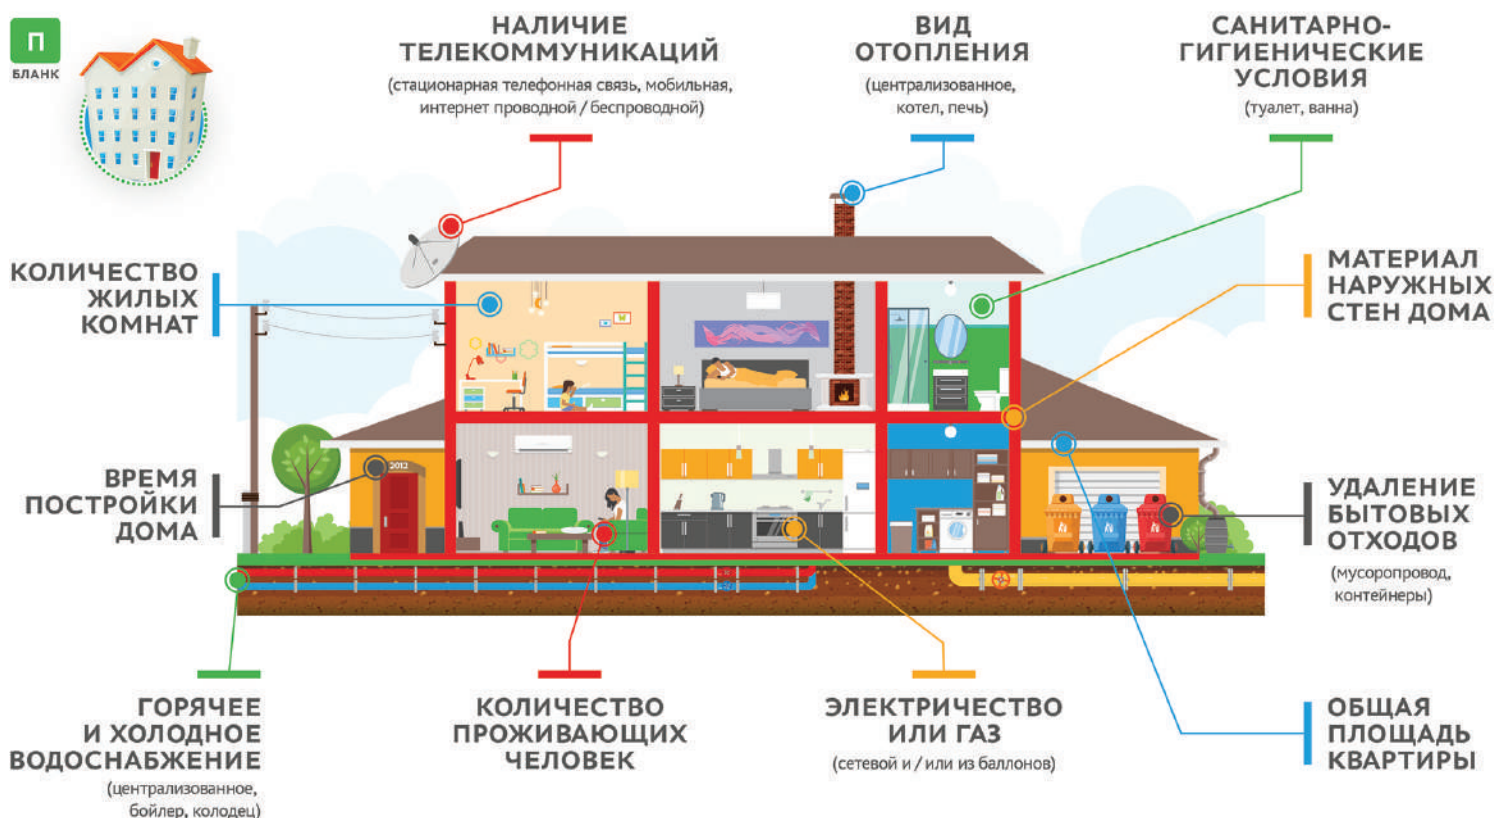 П
БЛАНК
НАЛИЧИЕ
ТЕЛЕКОММУНИКАЦИЙ
(стационарная телефонная связь, мобильная,
интернет проводной / беспроводной)
ВИД
ОТОПЛЕНИЯ
(централизованное,
котел, печь)
САНИТАРНО-
ГИГИЕНИЧЕСКИЕ
УСЛОВИЯ
(туалет, ванна)
КОЛИЧЕСТВО
ЖИЛЫХ
КОМНАТ
МАТЕРИАЛ
НАРУЖНЫХ
СТЕН ДОМА
ВРЕМЯ
ПОСТРОЙКИ
ДОМА
2012
УДАЛЕНИЕ
БЫТОВЫХ
ОТХОДОВ
(мусоропровод,
контейнеры)
ГОРЯЧЕЕ
И ХОЛОДНОЕ
ВОДОСНАБЖЕНИЕ
(централизованное,
бойлер, колодец)
КОЛИЧЕСТВО
ПРОЖИВАЮЩИХ
ЧЕЛОВЕК
ЭЛЕКТРИЧЕСТВО
ИЛИ ГАЗ
(сетевой и / или из баллонов)
ОБЩАЯ
ПЛОЩАДЬ
КВАРТИРЫ